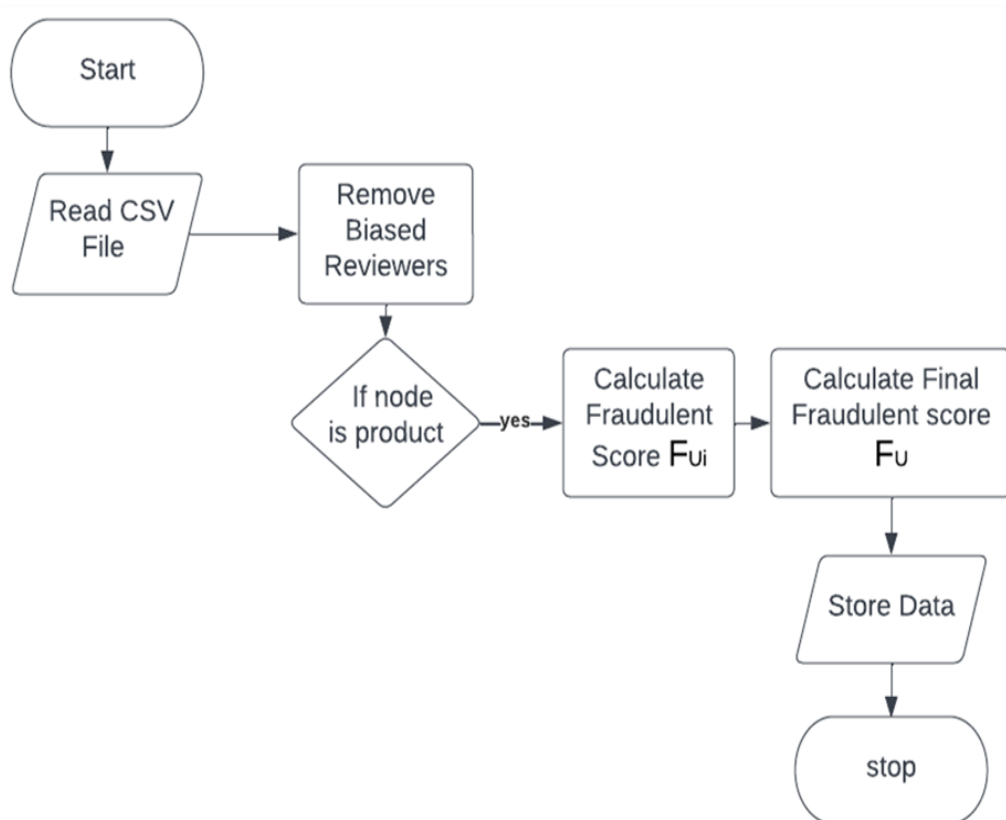 Start
Read CSV
File
Remove
Biased
Reviewers
If node
is product
yes
Calculate
Fraudulent
Score FUi
Calculate Final
Fraudulent score
FU
Store Data
stop